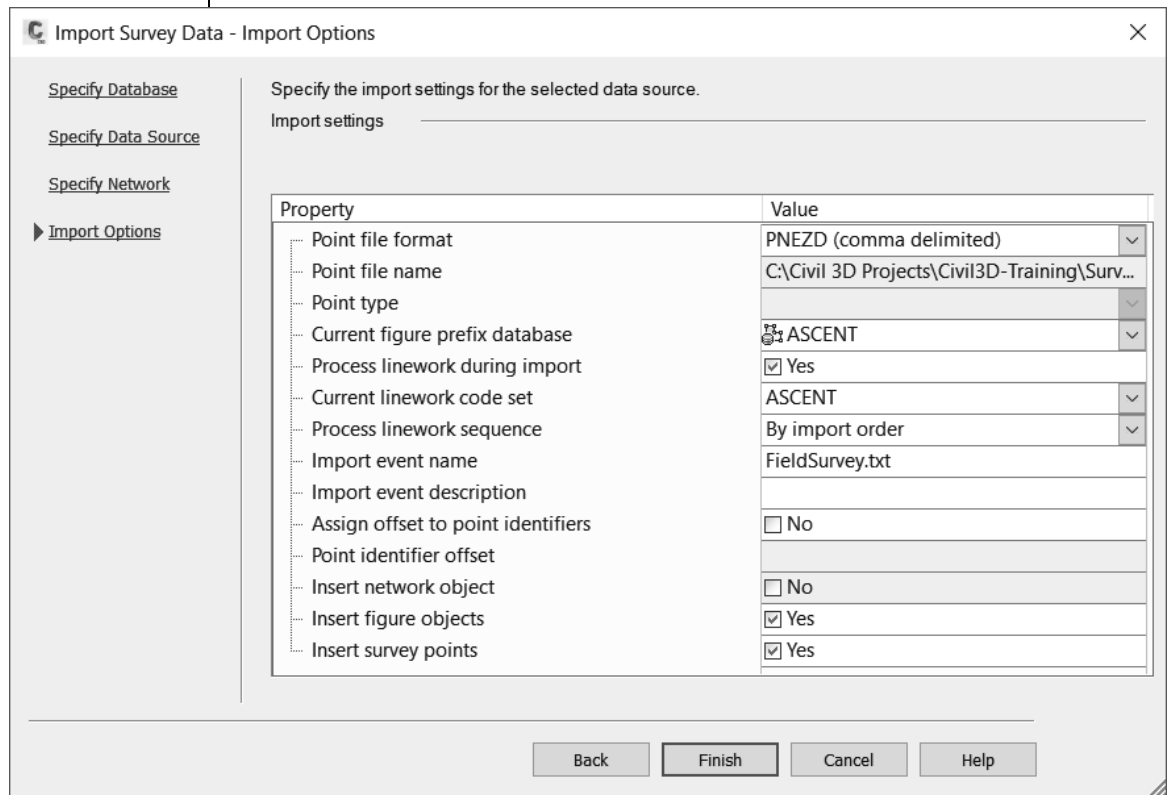 Import Survey Data - Import Options
Specify Database
Specify Data Source
Specify Network
Import Options
Specify the import settings for the selected data source.
Import settings
Property Value
Point file format PNEZD (comma delimited)
Point file name C:\Civil 3D Projects\Civil3D-Training\Surv...
Point type
Current figure prefix database ASCENT
Process linework during import Yes
Current linework code set ASCENT
Process linework sequence By import order
Import event name FieldSurvey.txt
Import event description
Assign offset to point identifiers No
Point identifier offset
Insert network object No
Insert figure objects Yes
Insert survey points Yes
Back Finish Cancel Help